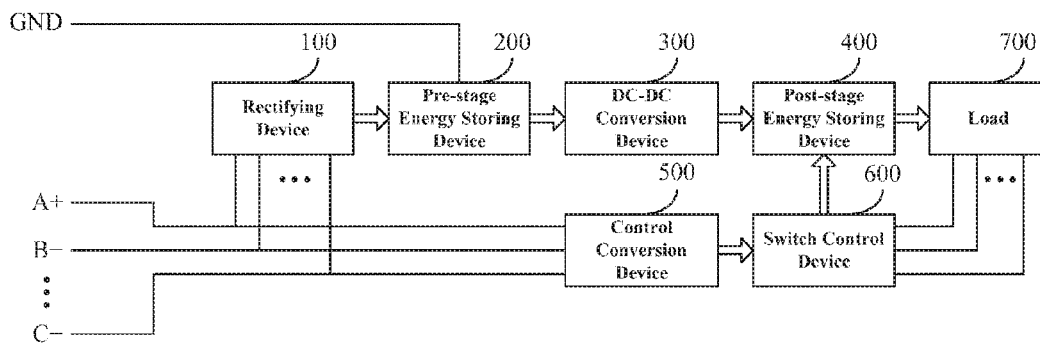 GND
100
200
300
400
700
Rectifying
Device
Pre-stage
Energy Storing
Device
DC-DC
Conversion
Device
Post-stage
Energy Storing
Device
Load
500
600
A+
B−
C−
Control
Conversion
Device
Switch Control
Device